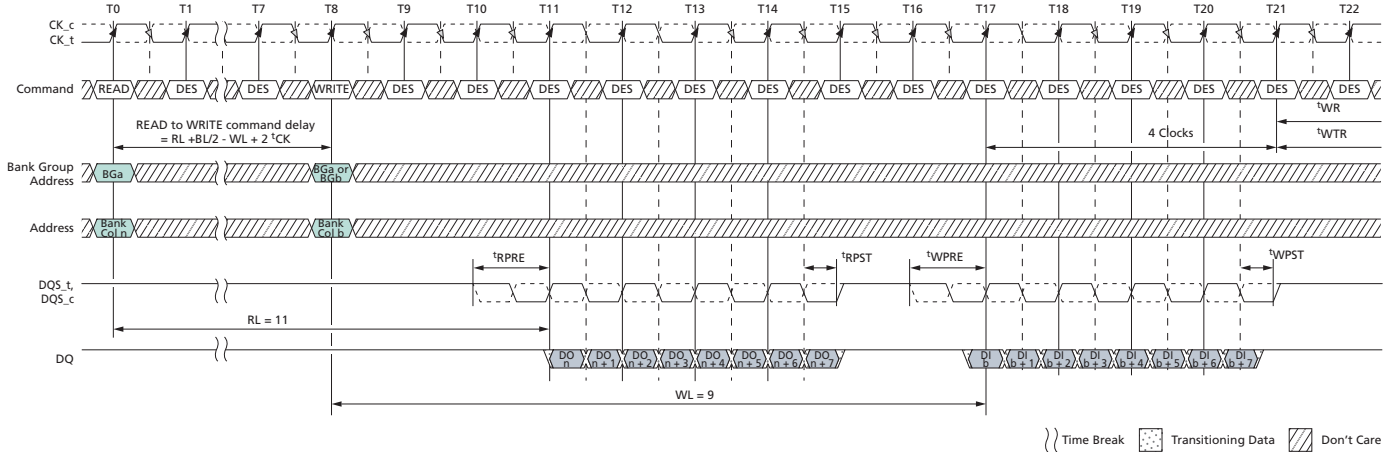 T0 T1 T7 T8 T9 T10 T11 T12 T13 T14 T15 T16 T17 T18 T19 T20 T21 T22
CK_c
CK_t
Command READ DES DES WRITE DES DES DES DES DES DES DES DES DES DES DES DES DES DES
tWR
READ to WRITE command delay
= RL +BL/2 - WL + 2 tCK
4 Clocks
tWTR
Bank Group
Address
BGa
BGa or
BGb
Address
Bank
Col n
Bank
Col b
tRPRE tRPST tWPRE tWPST
DQS_t,
DQS_c
RL = 11
DQ
DO
n
DO
n + 1
DO
n + 2
DO
n + 3
DO
n + 4
DO
n + 5
DO
n + 6
DO
n + 7
DI
b
DI
b + 1
DI
b + 2
DI
b + 3
DI
b + 4
DI
b + 5
DI
b + 6
DI
b + 7
WL = 9
Time Break Transitioning Data Don't Care